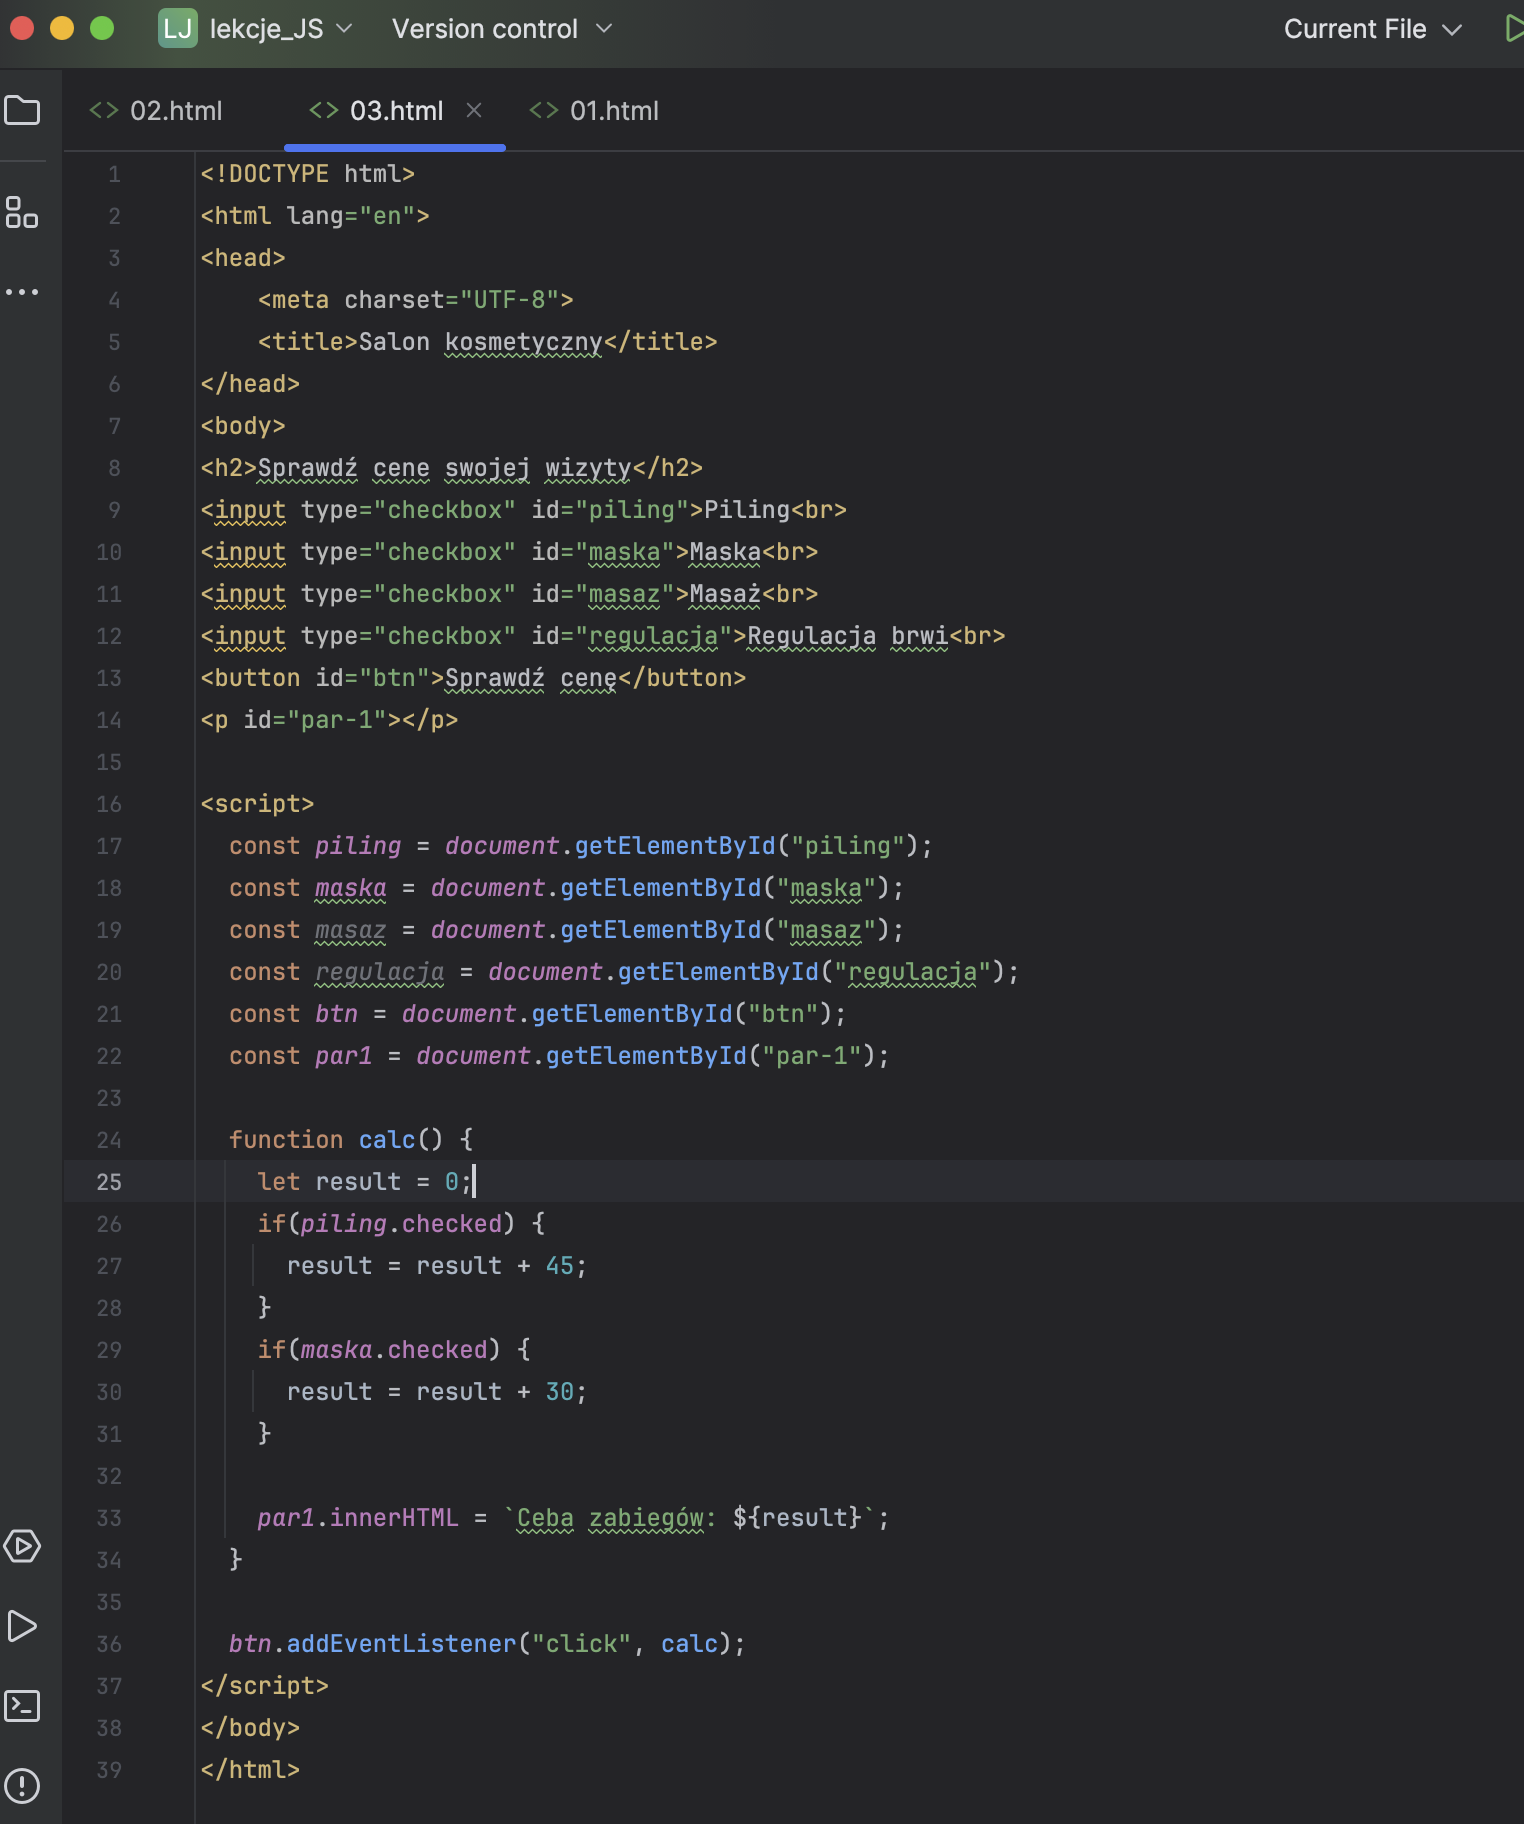 LJ lekcje_JS Version control Current File
02.html 03.html 01.html
1 <!DOCTYPE html>
2 <html lang="en">
3 <head>
4     <meta charset="UTF-8">
5     <title>Salon kosmetyczny</title>
6 </head>
7 <body>
8 <h2>Sprawdź cene swojej wizyty</h2>
9 <input type="checkbox" id="piling">Piling<br>
10 <input type="checkbox" id="maska">Maska<br>
11 <input type="checkbox" id="masaz">Masaż<br>
12 <input type="checkbox" id="regulacja">Regulacja brwi<br>
13 <button id="btn">Sprawdź cenę</button>
14 <p id="par-1"></p>
15
16 <script>
17   const piling = document.getElementById("piling");
18   const maska = document.getElementById("maska");
19   const masaz = document.getElementById("masaz");
20   const regulacja = document.getElementById("regulacja");
21   const btn = document.getElementById("btn");
22   const par1 = document.getElementById("par-1");
23
24   function calc() {
25     let result = 0;
26     if(piling.checked) {
27       result = result + 45;
28     }
29     if(maska.checked) {
30       result = result + 30;
31     }
32
33     par1.innerHTML = `Ceba zabiegów: ${result}`;
34   }
35
36   btn.addEventListener("click", calc);
37 </script>
38 </body>
39 </html>